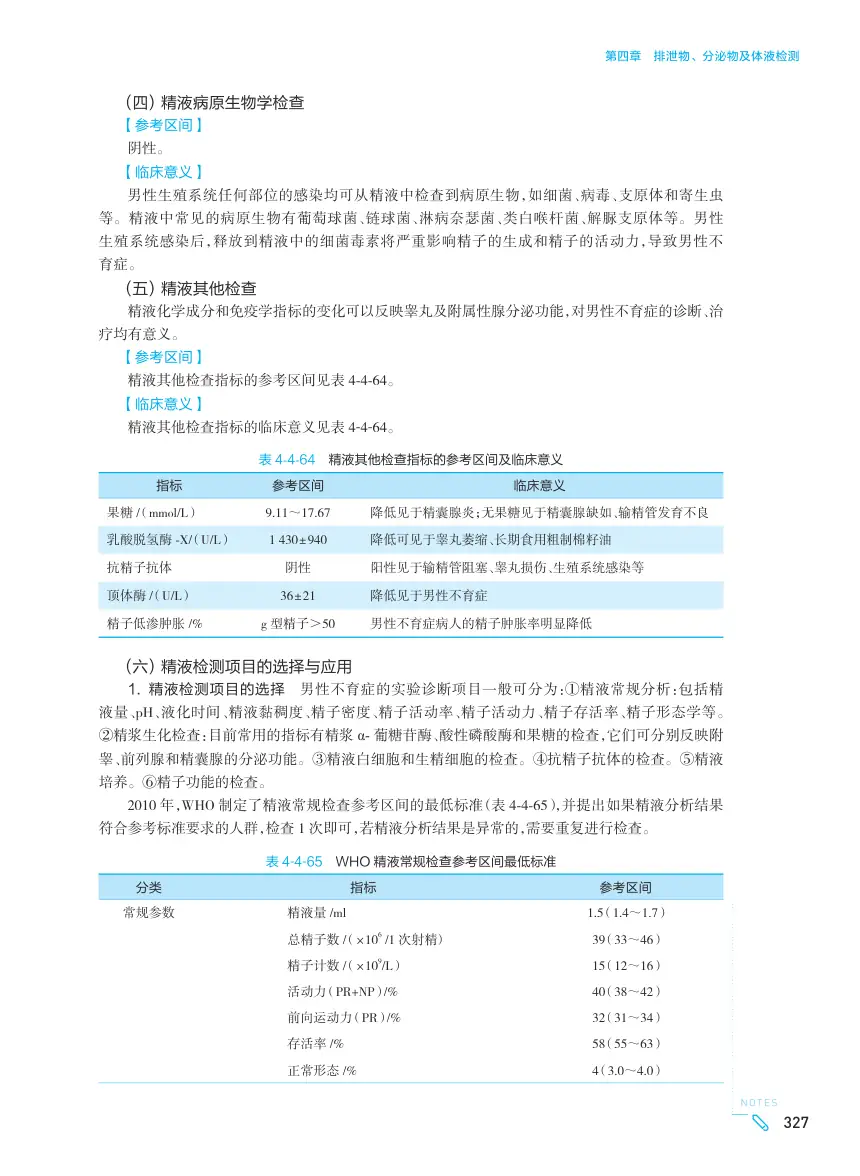 第四章　排泄物、分泌物及体液检测
（四）精液病原生物学检查
【参考区间】
阴性。
【临床意义】
男性生殖系统任何部位的感染均可从精液中检查到病原生物，如细菌、病毒、支原体和寄生虫
等。精液中常见的病原生物有葡萄球菌、链球菌、淋病奈瑟菌、类白喉杆菌、解脲支原体等。男性
生殖系统感染后，释放到精液中的细菌毒素将严重影响精子的生成和精子的活动力，导致男性不
育症。
（五）精液其他检查
精液化学成分和免疫学指标的变化可以反映睾丸及附属性腺分泌功能，对男性不育症的诊断、治
疗均有意义。
【参考区间】
精液其他检查指标的参考区间见表 4-4-64。
【临床意义】
精液其他检查指标的临床意义见表 4-4-64。
表 4-4-64　精液其他检查指标的参考区间及临床意义
指标　参考区间　临床意义
果糖 /（mmol/L）　9.11～17.67　降低见于精囊腺炎；无果糖见于精囊腺缺如、输精管发育不良
乳酸脱氢酶 -X/（U/L）　1 430±940　降低可见于睾丸萎缩、长期食用粗制棉籽油
抗精子抗体　阴性　阳性见于输精管阻塞、睾丸损伤、生殖系统感染等
顶体酶 /（U/L）　36±21　降低见于男性不育症
精子低渗肿胀 /%　g 型精子＞50　男性不育症病人的精子肿胀率明显降低
（六）精液检测项目的选择与应用
1. 精液检测项目的选择　男性不育症的实验诊断项目一般可分为：①精液常规分析：包括精
液量、pH、液化时间、精液黏稠度、精子密度、精子活动率、精子活动力、精子存活率、精子形态学等。
②精浆生化检查：目前常用的指标有精浆 α- 葡糖苷酶、酸性磷酸酶和果糖的检查，它们可分别反映附
睾、前列腺和精囊腺的分泌功能。③精液白细胞和生精细胞的检查。④抗精子抗体的检查。⑤精液
培养。⑥精子功能的检查。
2010 年，WHO 制定了精液常规检查参考区间的最低标准（表 4-4-65），并提出如果精液分析结果
符合参考标准要求的人群，检查 1 次即可，若精液分析结果是异常的，需要重复进行检查。
表 4-4-65　WHO 精液常规检查参考区间最低标准
分类　指标　参考区间
常规参数　精液量 /ml　1.5（1.4～1.7）
总精子数 /（×10⁶ /1 次射精）　39（33～46）
精子计数 /（×10⁹/L）　15（12～16）
活动力（PR+NP）/%　40（38～42）
前向运动力（PR）/%　32（31～34）
存活率 /%　58（55～63）
正常形态 /%　4（3.0～4.0）
NOTES
327